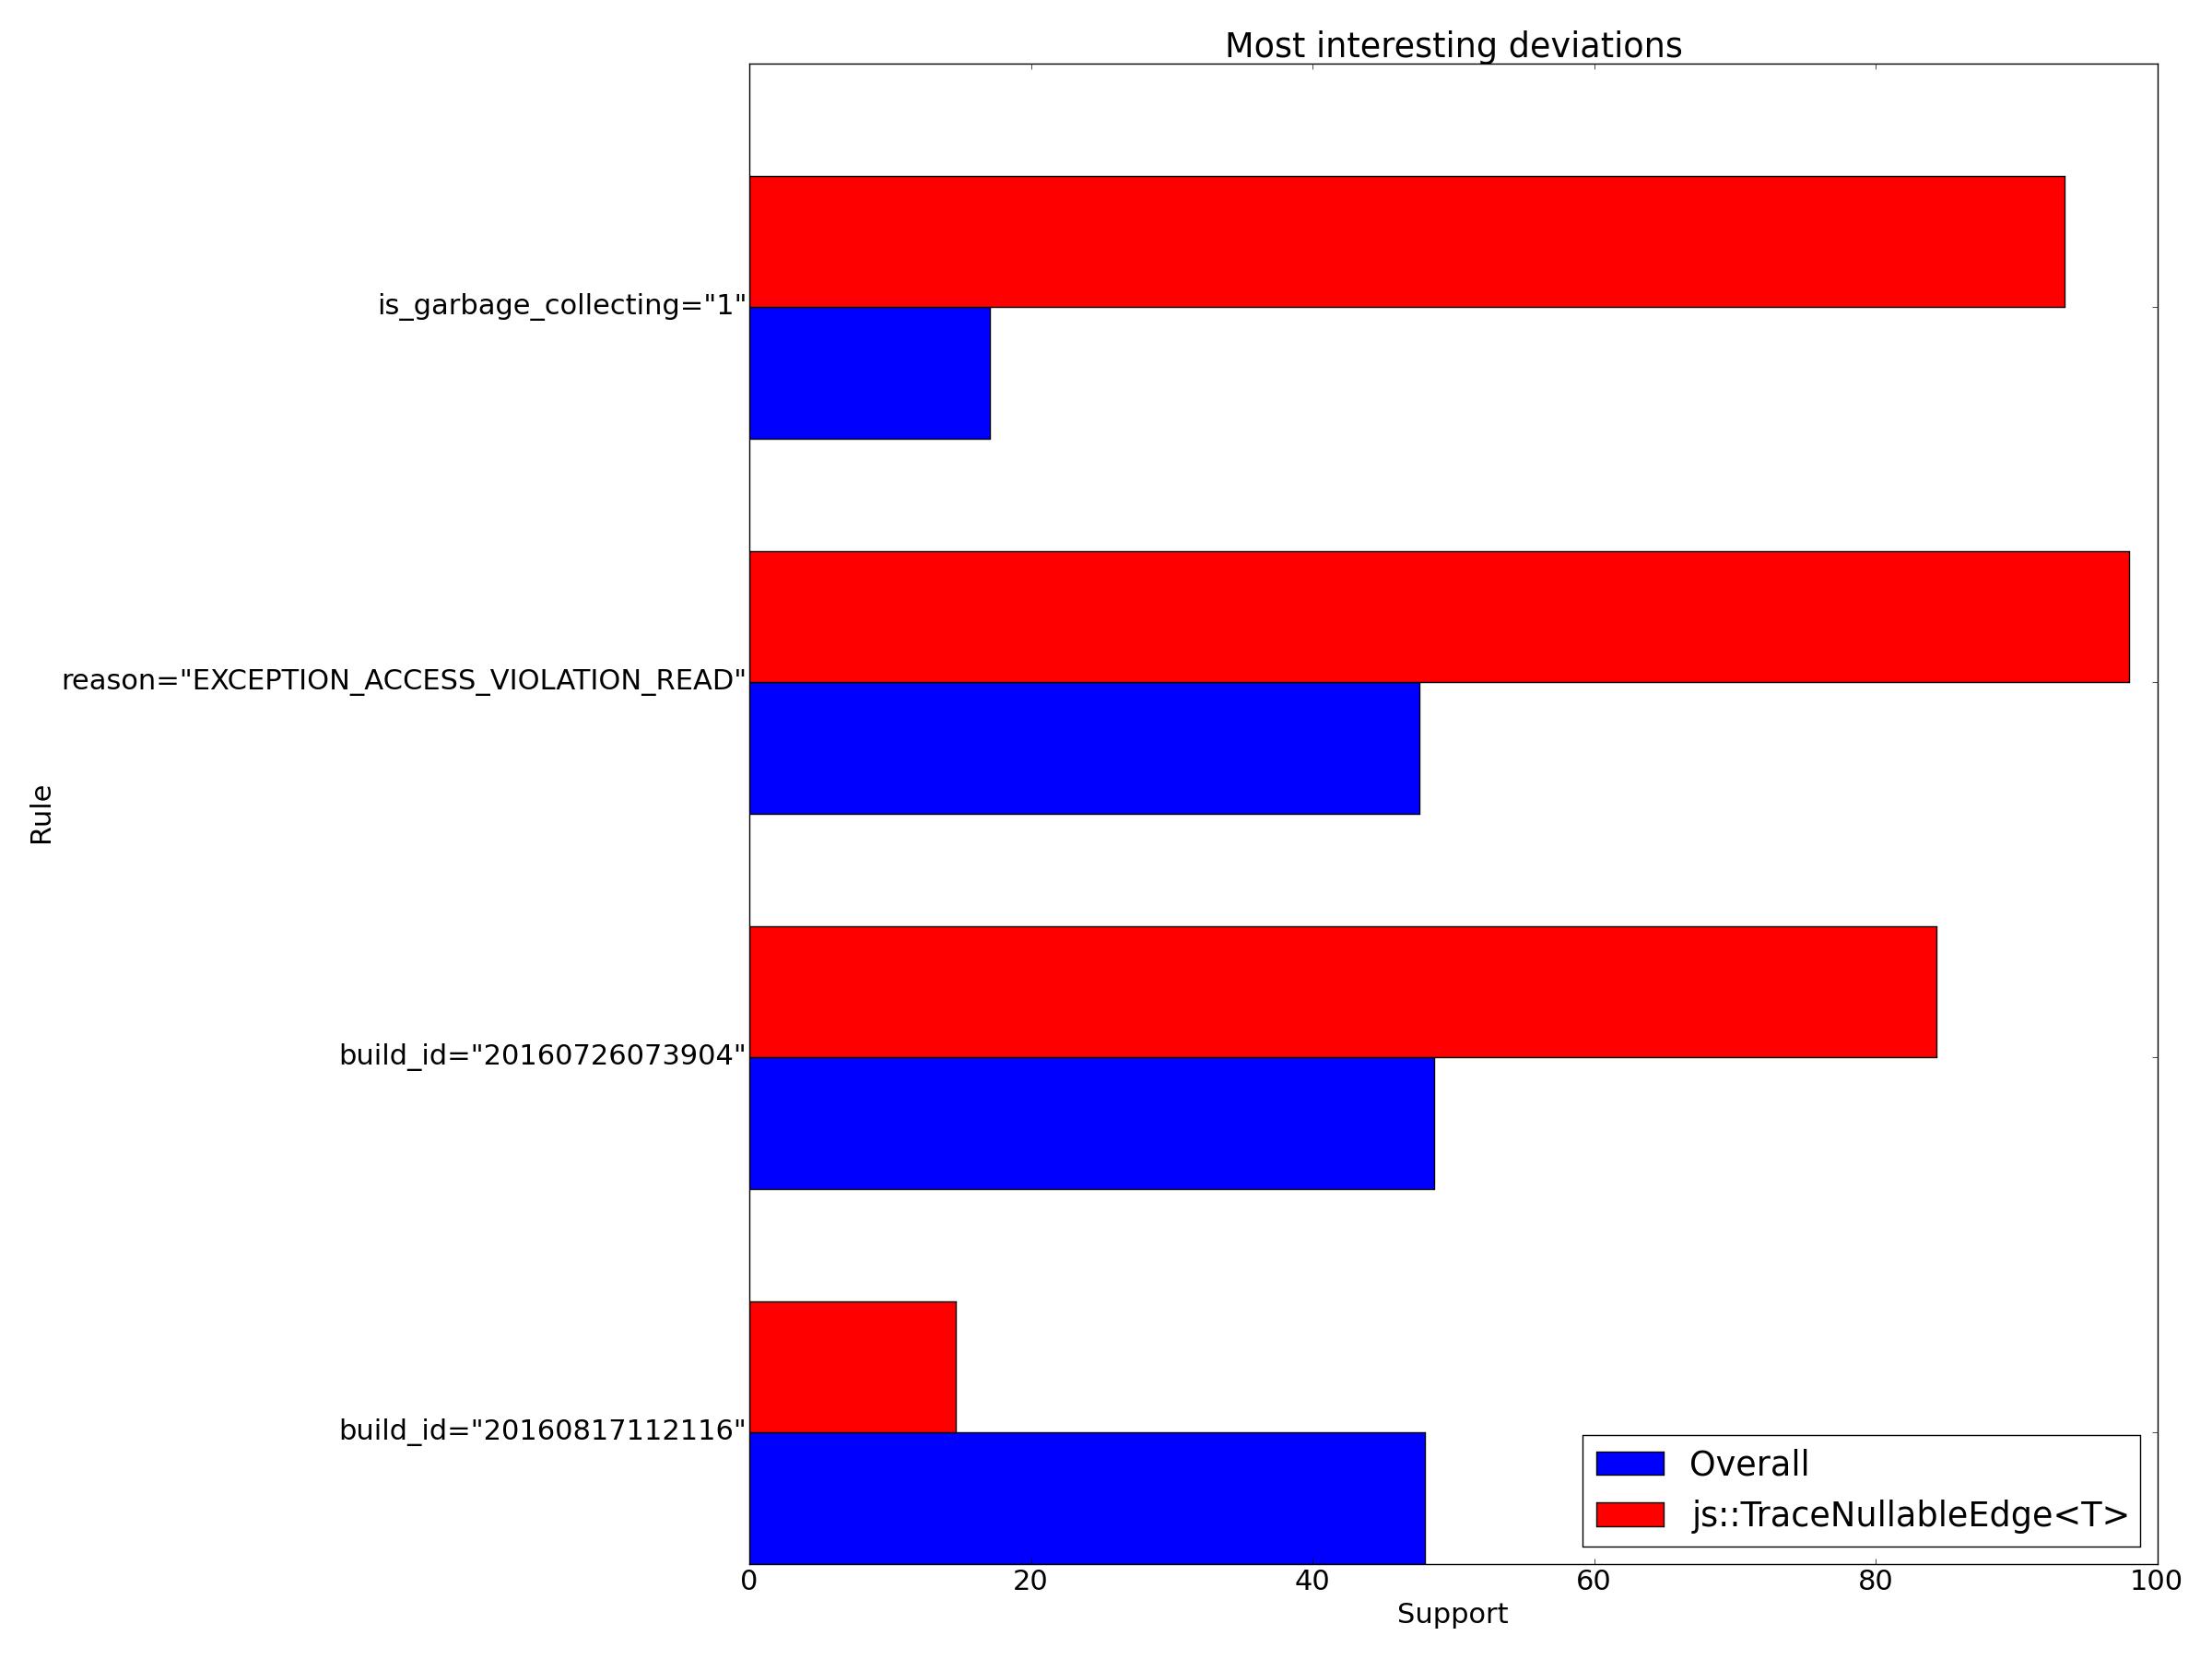 Most interesting deviations
is_garbage_collecting="1"
reason="EXCEPTION_ACCESS_VIOLATION_READ"
Rule
build_id="20160726073904"
build_id="20160817112116"
Overall
js::TraceNullableEdge<T>
0 20 40 60 80 100
Support